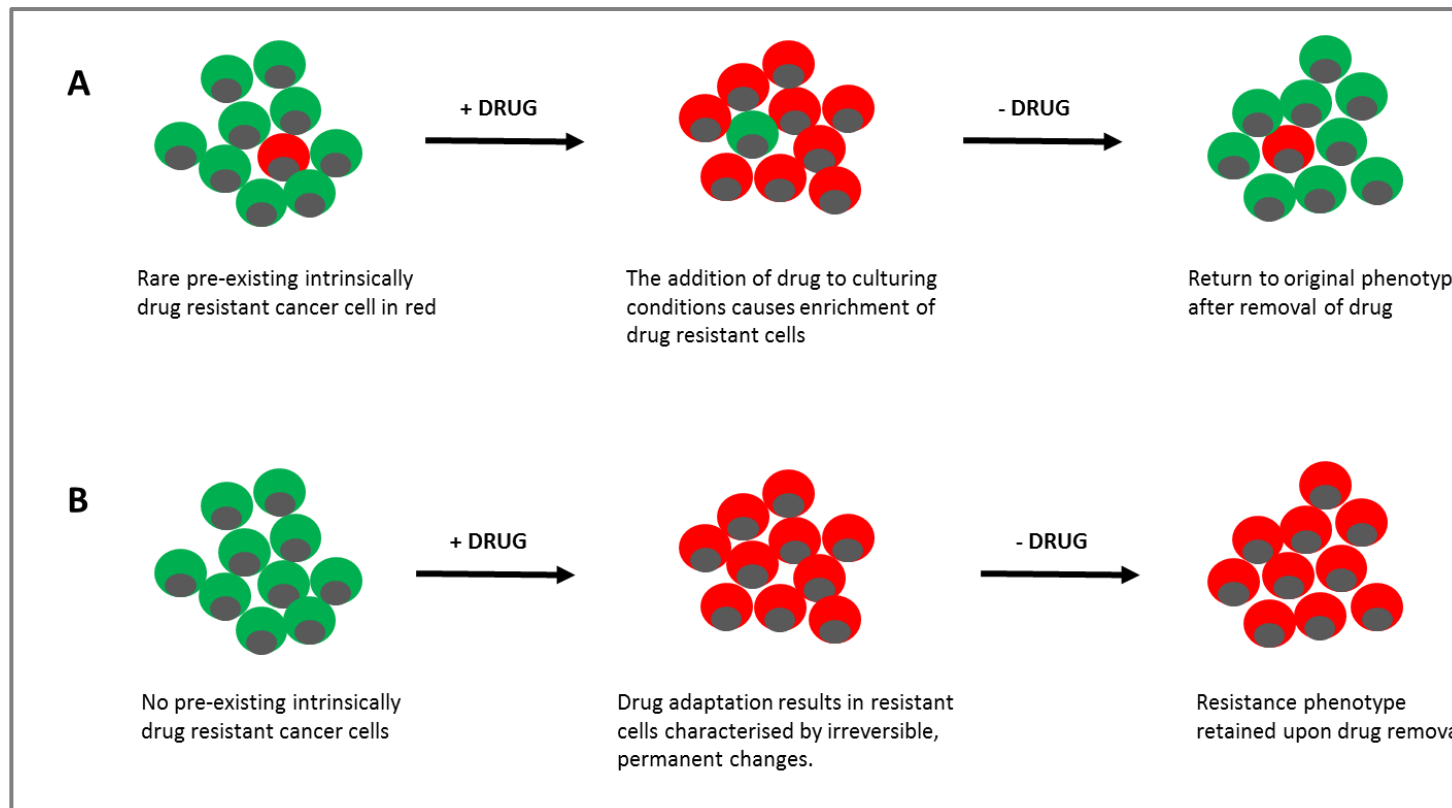 A
+ DRUG
- DRUG
Rare pre-existing intrinsically
drug resistant cancer cell in red
The addition of drug to culturing
conditions causes enrichment of
drug resistant cells
Return to original phenotyp
after removal of drug
B
+ DRUG
- DRUG
No pre-existing intrinsically
drug resistant cancer cells
Drug adaptation results in resistant
cells characterised by irreversible,
permanent changes.
Resistance phenotype
retained upon drug remova